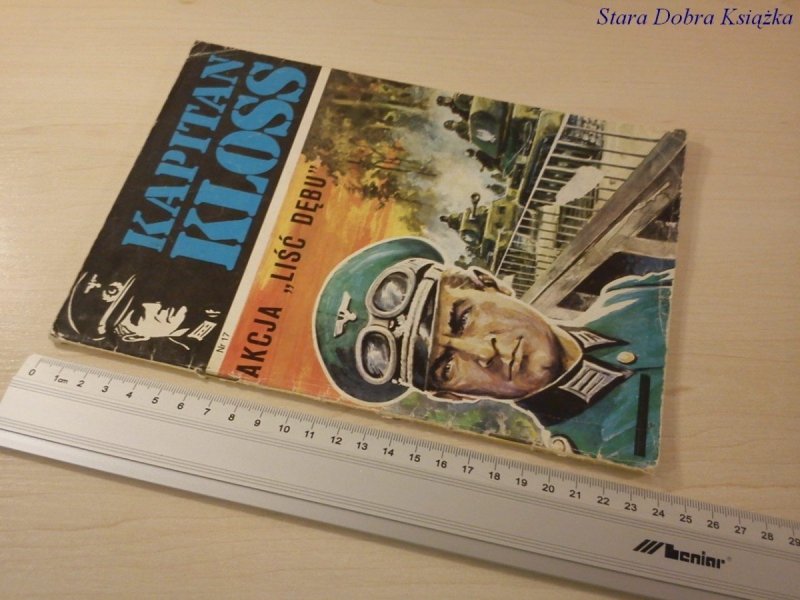 Stara Dobra Książka
KAPITAN
KLOSS
Nr 17
AKCJA „LIŚĆ DĘBU"
0 1cm 2 3 4 5 6 7 8 9 10 11 12 13 14 15 16 17 18 19 20 21 22 23 24 25 26 27 28 29
leniar®